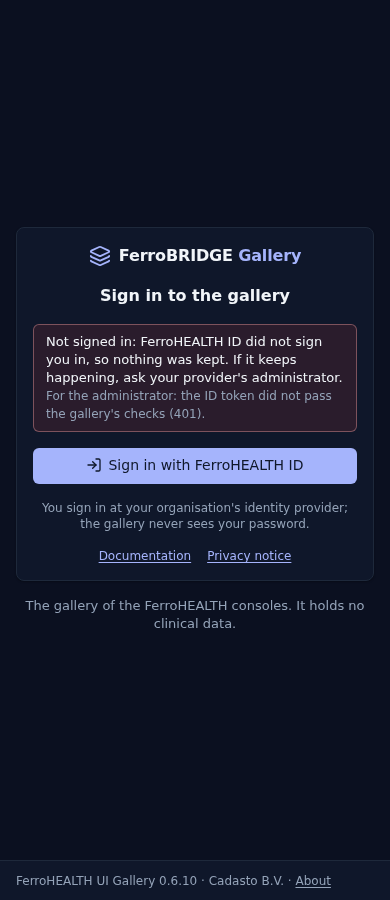 FerroBRIDGE Gallery
Sign in to the gallery
Not signed in: FerroHEALTH ID did not sign
you in, so nothing was kept. If it keeps
happening, ask your provider's administrator.
For the administrator: the ID token did not pass
the gallery's checks (401).
Sign in with FerroHEALTH ID
You sign in at your organisation's identity provider;
the gallery never sees your password.
Documentation Privacy notice
The gallery of the FerroHEALTH consoles. It holds no
clinical data.
FerroHEALTH UI Gallery 0.6.10 · Cadasto B.V. · About